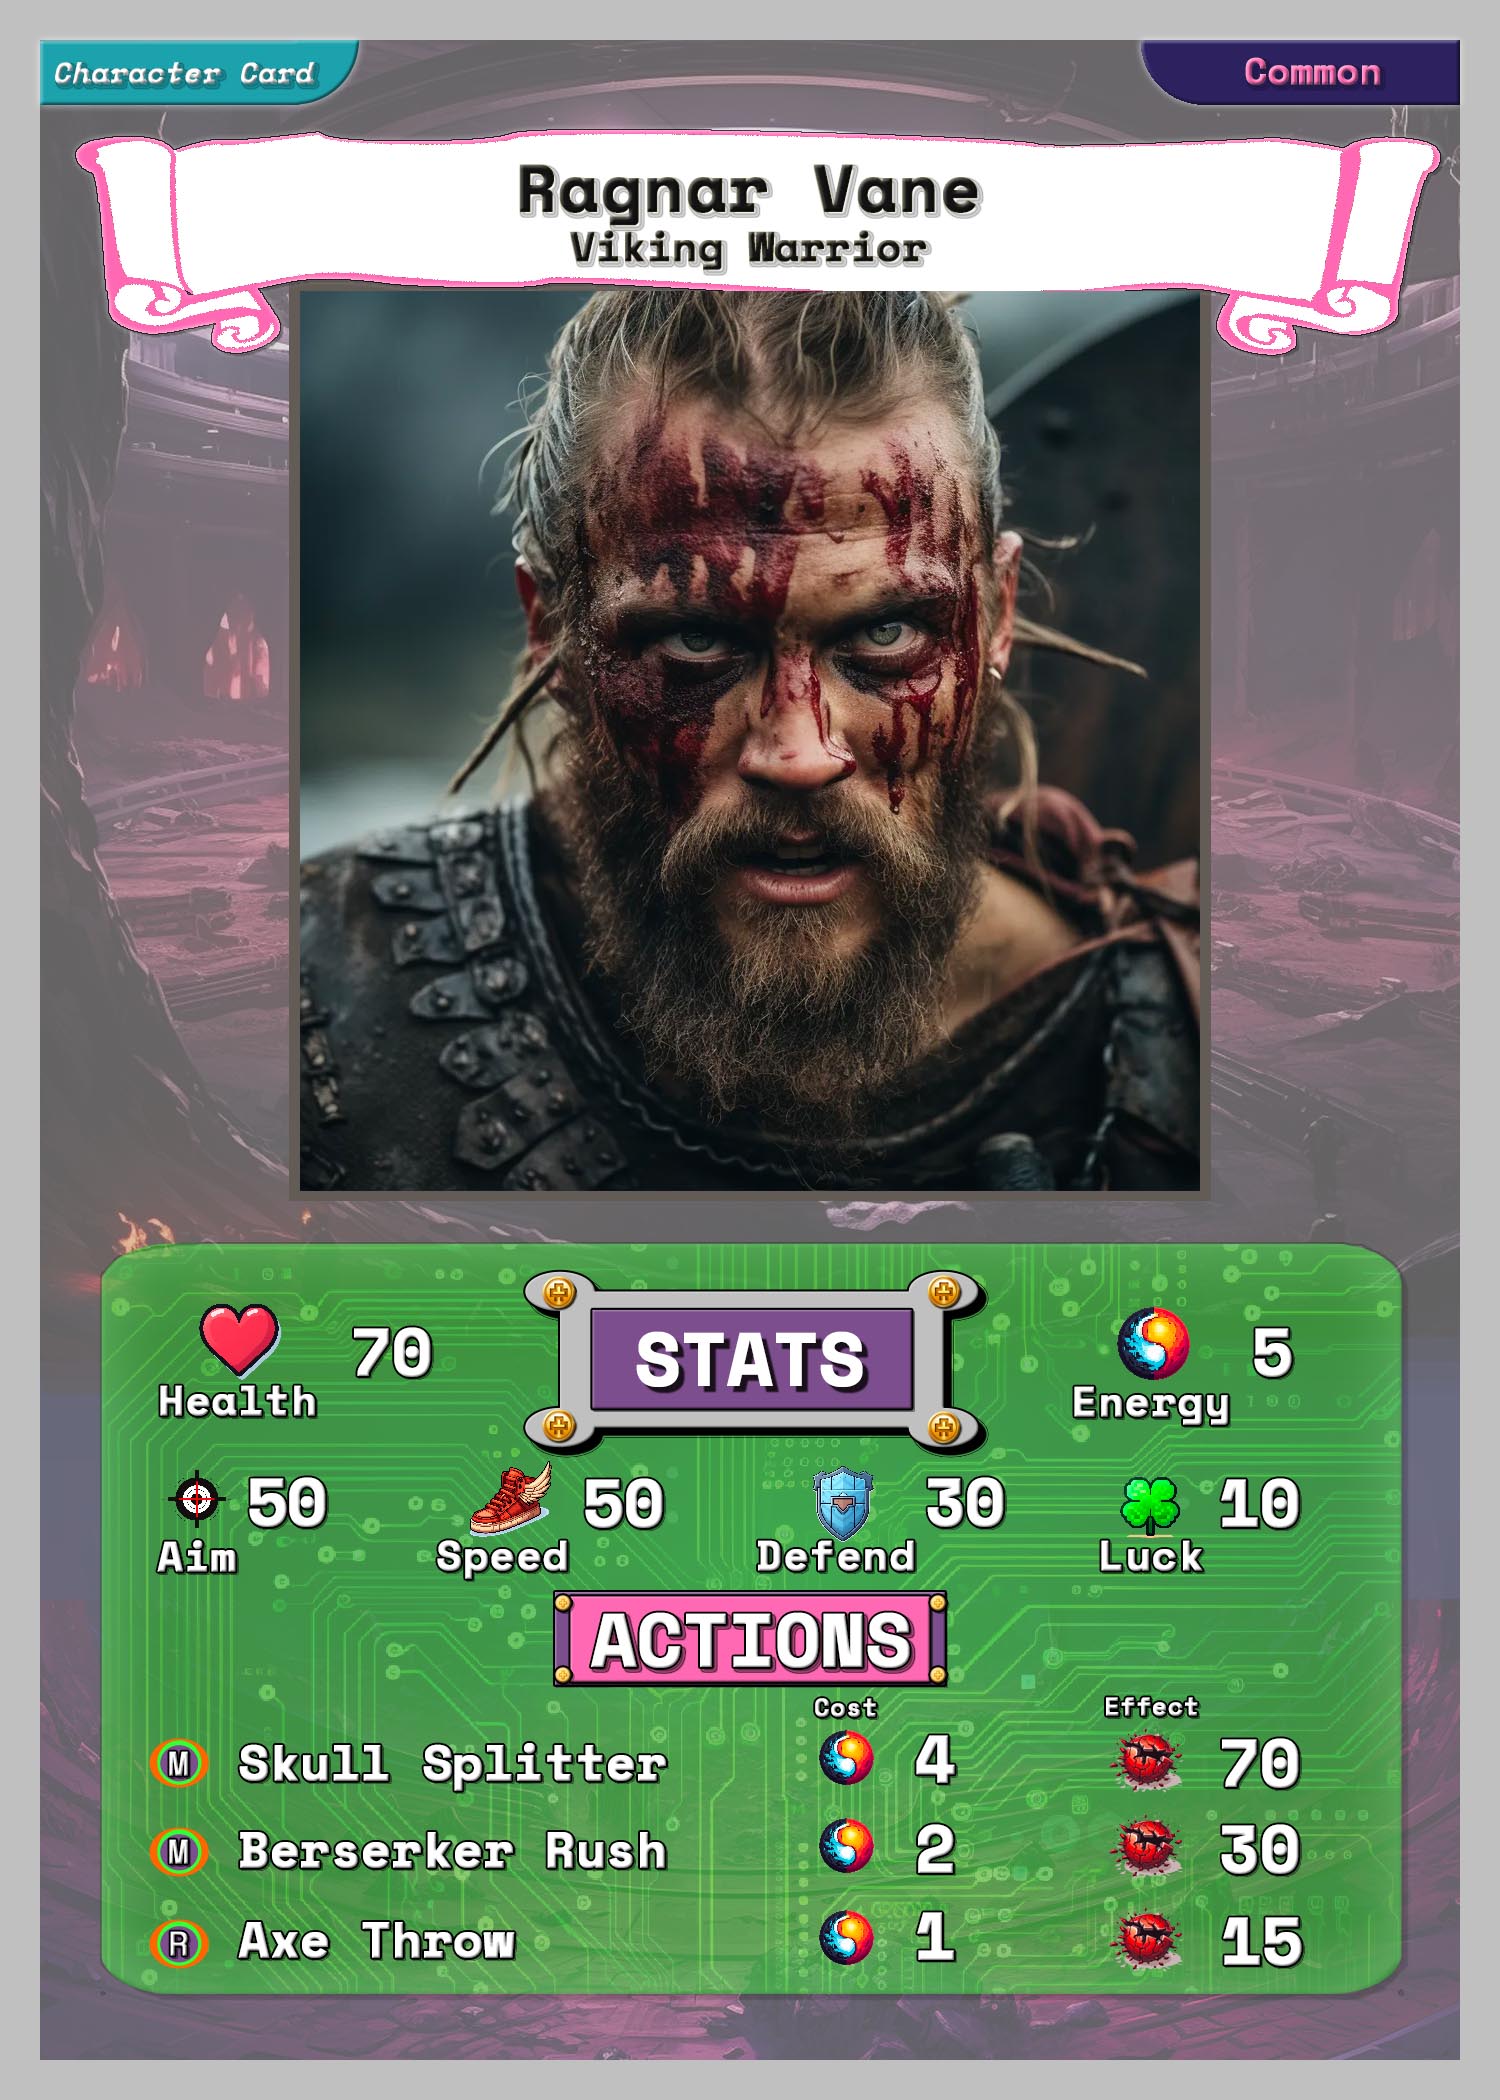 Character Card
Common
Ragnar Vane
Viking Warrior
70
STATS
5
Health
Energy
50
50
30
10
Aim
Speed
Defend
Luck
ACTIONS
Cost
Effect
M Skull Splitter 4 70
M Berserker Rush 2 30
R Axe Throw 1 15